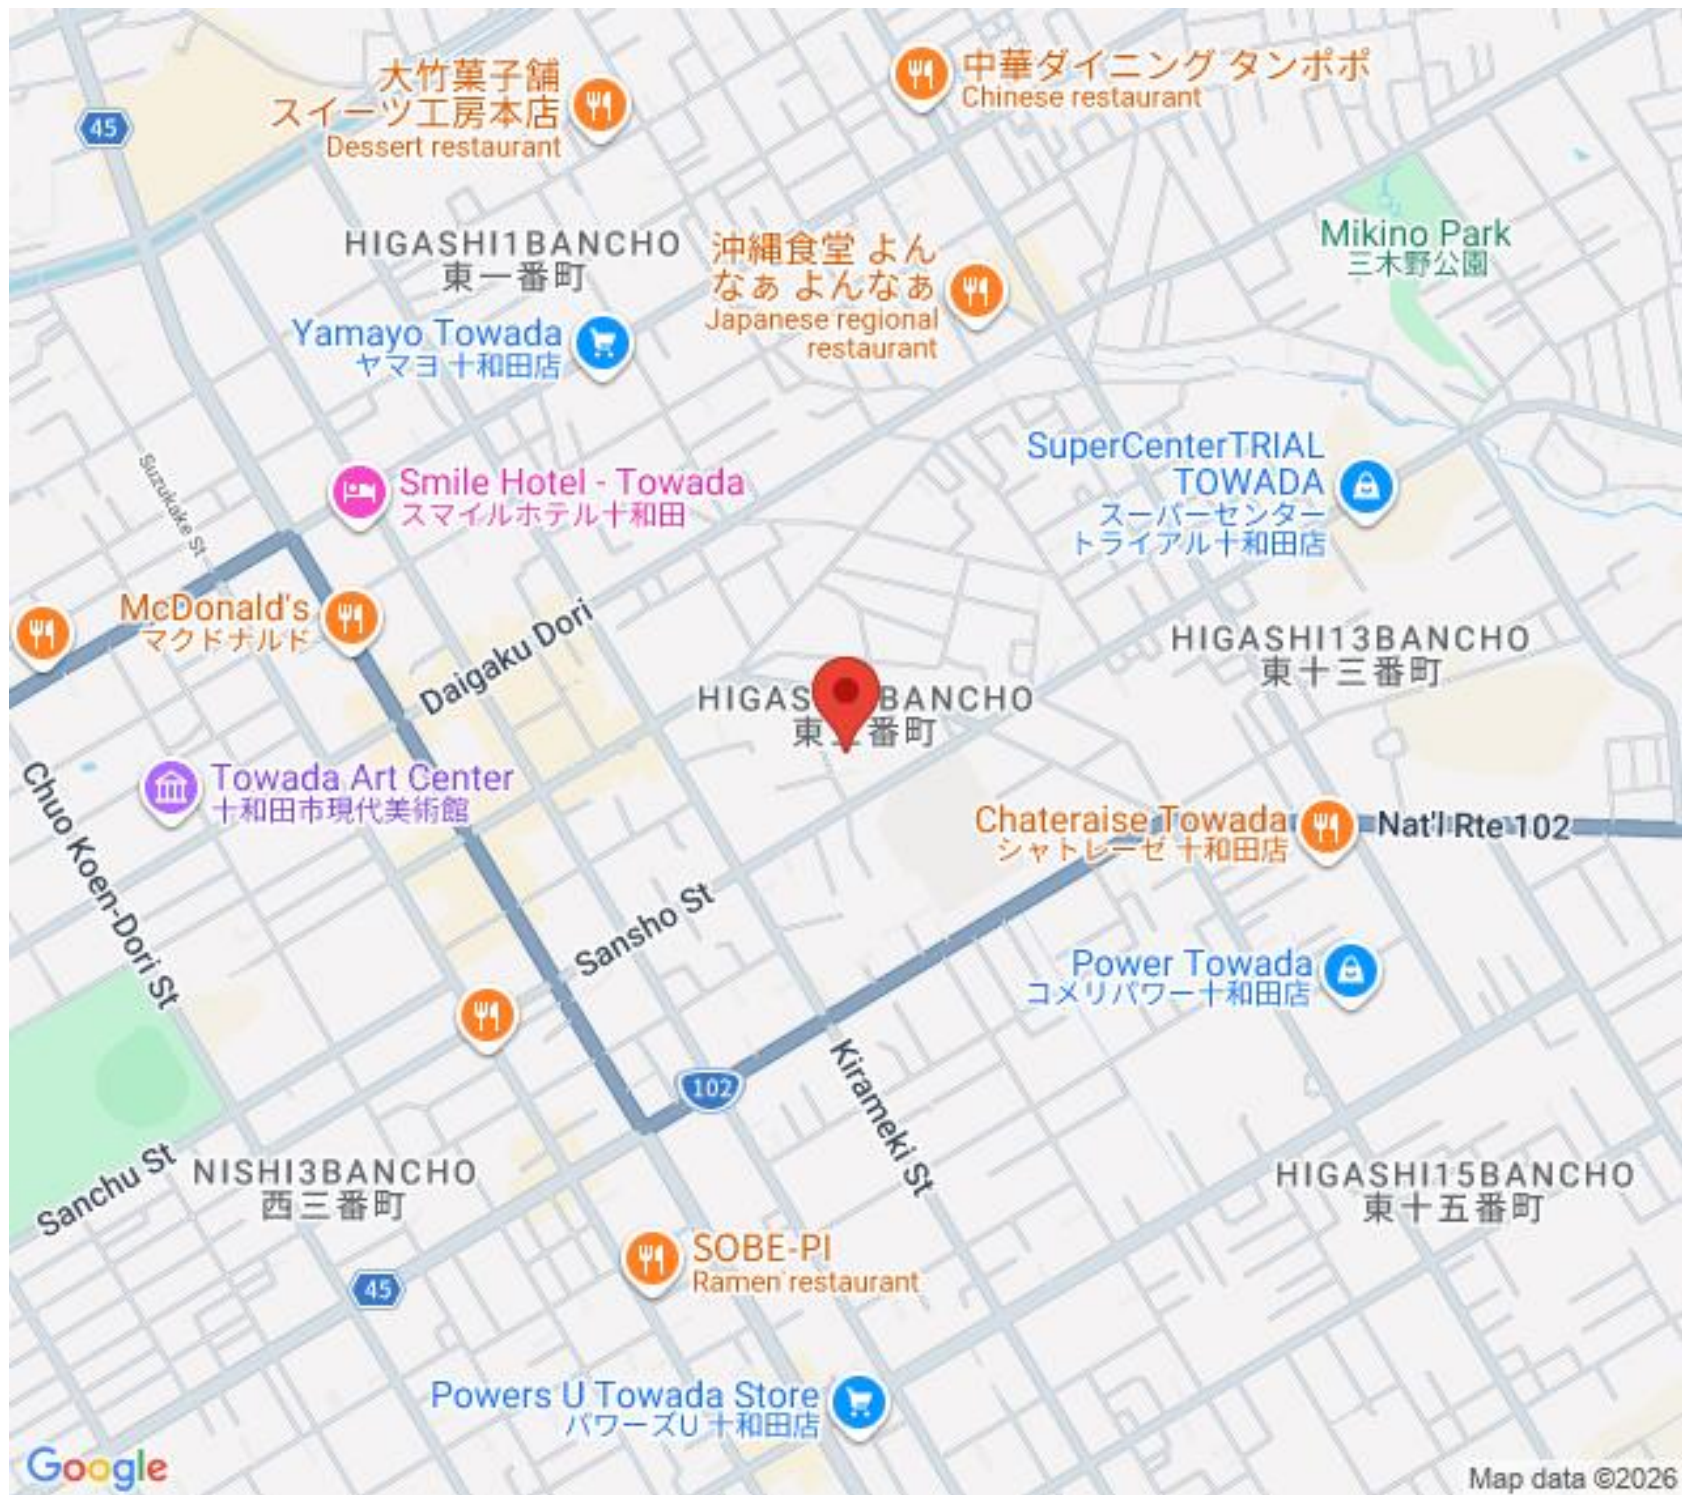 45
大竹菓子舗
スイーツ工房本店
Dessert restaurant
中華ダイニング タンポポ
Chinese restaurant
HIGASHI1BANCHO
東一番町
沖縄食堂 よん
なぁ よんなぁ
Japanese regional
restaurant
Mikino Park
三木野公園
Yamayo Towada
ヤマヨ 十和田店
Suzukake St
Smile Hotel - Towada
スマイルホテル十和田
SuperCenterTRIAL
TOWADA
スーパーセンター
トライアル十和田店
McDonald's
マクドナルド
Daigaku Dori
HIGASHI13BANCHO
東十三番町
HIGAS BANCHO
東 番町
Towada Art Center
十和田市現代美術館
Chuo Koen-Dori St
Chateraise Towada
シャトレーゼ 十和田店
Nat'l Rte 102
Sansho St
Power Towada
コメリパワー十和田店
102
Kirameki St
Sanchu St
NISHI3BANCHO
西三番町
HIGASHI15BANCHO
東十五番町
45
SOBE-PI
Ramen restaurant
Powers U Towada Store
パワーズU 十和田店
Google
Map data ©2026